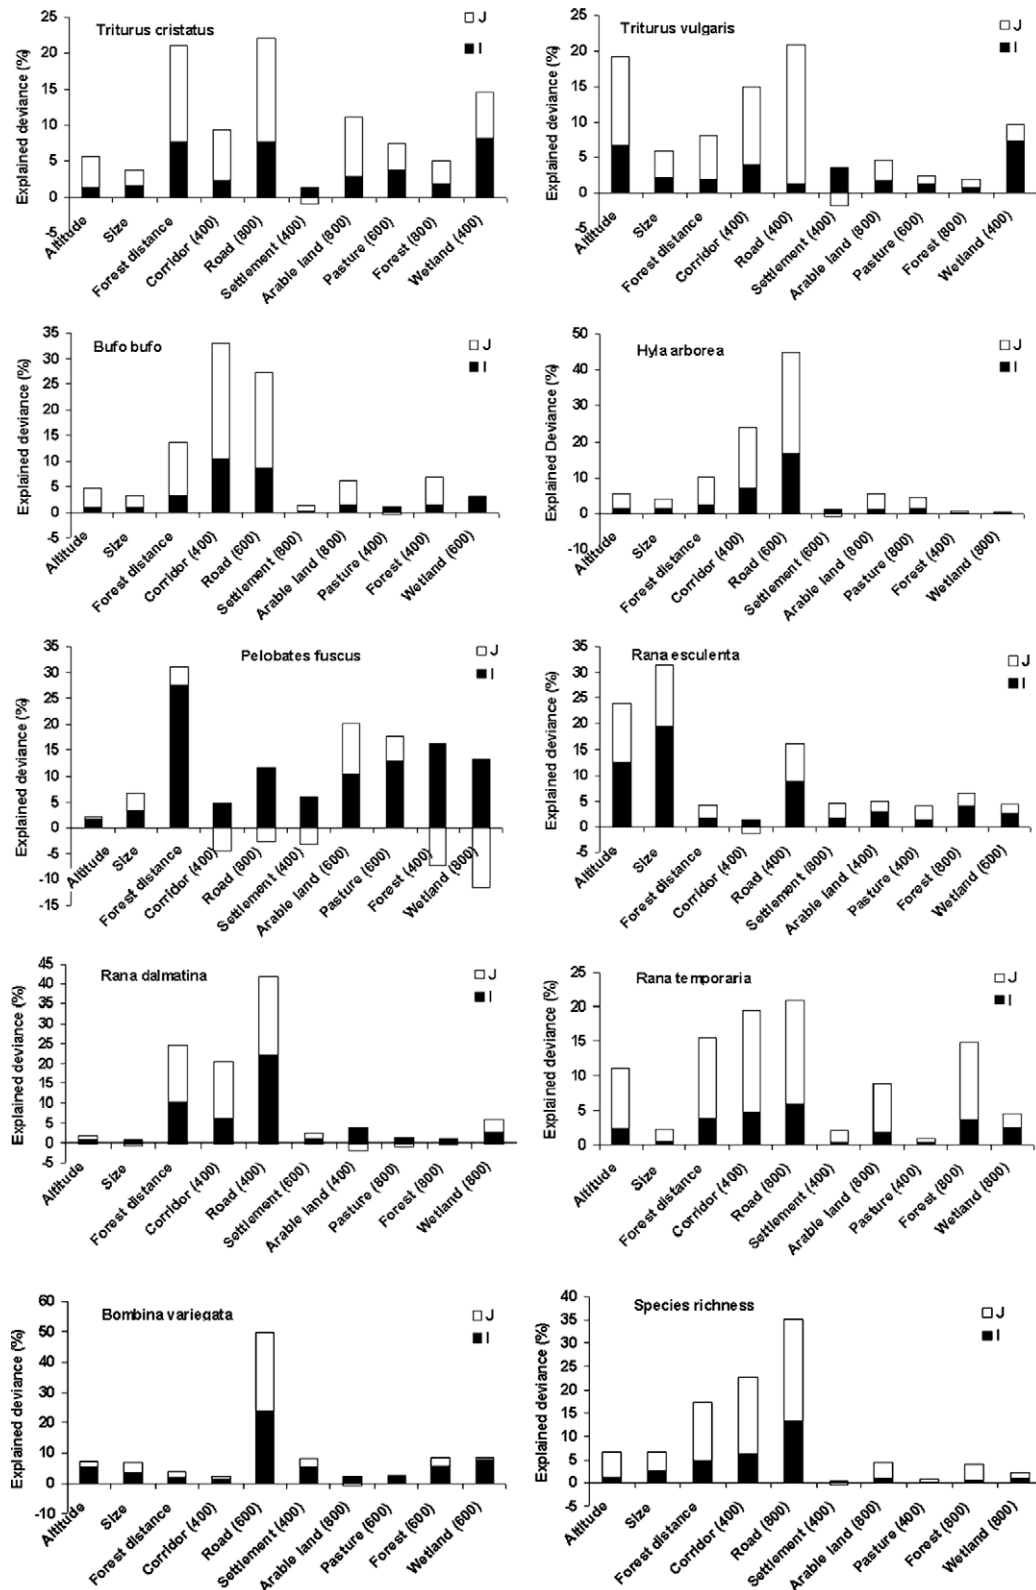 Triturus cristatus
J
I
Explained deviance (%)
25
20
15
10
5
0
-5
Altitude
Size
Forest distance
Corridor (400)
Road (800)
Settlement (400)
Arable land (800)
Pasture (600)
Forest (800)
Wetland (400)
Triturus vulgaris
J
I
Explained deviance (%)
25
20
15
10
5
0
-5
Altitude
Size
Forest distance
Corridor (400)
Road (400)
Settlement (400)
Arable land (800)
Pasture (600)
Forest (800)
Wetland (400)
Bufo bufo
J
I
Explained deviance (%)
35
30
25
20
15
10
5
0
-5
Altitude
Size
Forest distance
Corridor (400)
Road (600)
Settlement (800)
Arable land (800)
Pasture (400)
Forest (400)
Wetland (600)
Hyla arborea
J
I
Explained Deviance (%)
50
40
30
20
10
0
-10
Altitude
Size
Forest distance
Corridor (400)
Road (600)
Settlement (600)
Arable land (800)
Pasture (800)
Forest (400)
Wetland (800)
Pelobates fuscus
J
I
Explained deviance (%)
35
30
25
20
15
10
5
0
-5
-10
-15
Altitude
Size
Forest distance
Corridor (400)
Road (800)
Settlement (400)
Arable land (600)
Pasture (600)
Forest (400)
Wetland (800)
Rana esculenta
J
I
Explained deviance (%)
35
30
25
20
15
10
5
0
-5
Altitude
Size
Forest distance
Corridor (400)
Road (400)
Settlement (800)
Arable land (400)
Pasture (400)
Forest (800)
Wetland (600)
Rana dalmatina
J
I
Explained deviance (%)
45
40
35
30
25
20
15
10
5
0
-5
Altitude
Size
Forest distance
Corridor (400)
Road (400)
Settlement (600)
Arable land (400)
Pasture (800)
Forest (800)
Wetland (800)
Rana temporaria
J
I
Explained deviance (%)
25
20
15
10
5
0
Altitude
Size
Forest distance
Corridor (400)
Road (800)
Settlement (400)
Arable land (800)
Pasture (400)
Forest (800)
Wetland (800)
Bombina variegata
J
I
Explained deviance (%)
60
50
40
30
20
10
0
-10
Altitude
Size
Forest distance
Corridor (400)
Road (600)
Settlement (400)
Arable land (800)
Pasture (600)
Forest (600)
Wetland (600)
Species richness
J
I
Explained deviance (%)
40
35
30
25
20
15
10
5
0
-5
Altitude
Size
Forest distance
Corridor (400)
Road (800)
Settlement (400)
Arable land (800)
Pasture (400)
Forest (800)
Wetland (800)